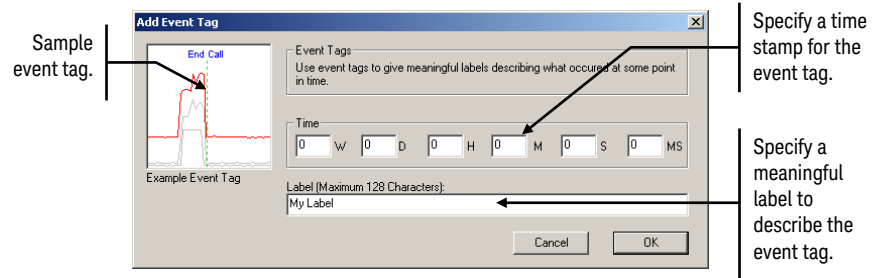 Add Event Tag
Sample
event tag.
End Call
Example Event Tag
Event Tags
Use event tags to give meaningful labels describing what occured at some point
in time.
Time
0 W 0 D 0 H 0 M 0 S 0 MS
Label (Maximum 128 Characters):
My Label
Cancel OK
Specify a time
stamp for the
event tag.
Specify a
meaningful
label to
describe the
event tag.